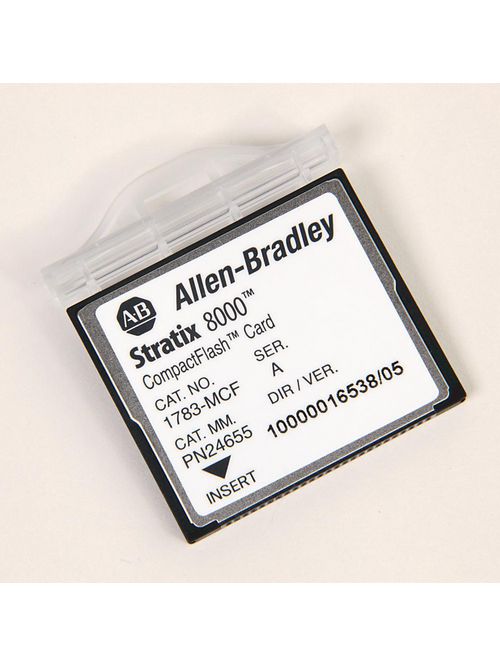 AB Allen-Bradley
Stratix 8000™
CompactFlash™ Card
CAT. NO. SER.
1783-MCF A
CAT. MM. DIR / VER.
PN24655 10000016538/05
INSERT